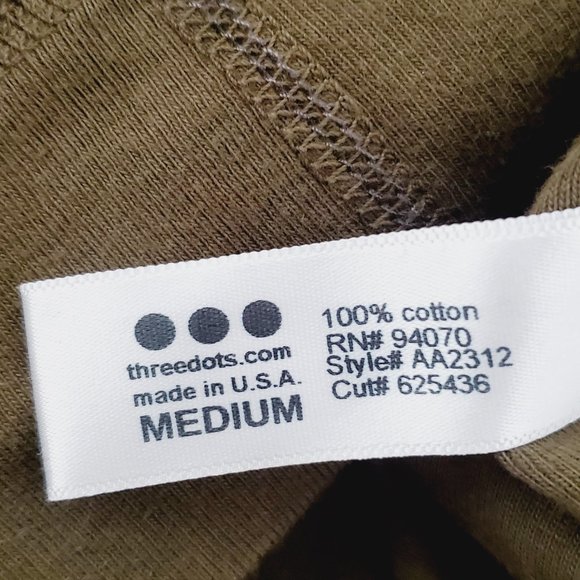 threedots.com
made in U.S.A.
MEDIUM
100% cotton
RN# 94070
Style# AA2312
Cut# 625436